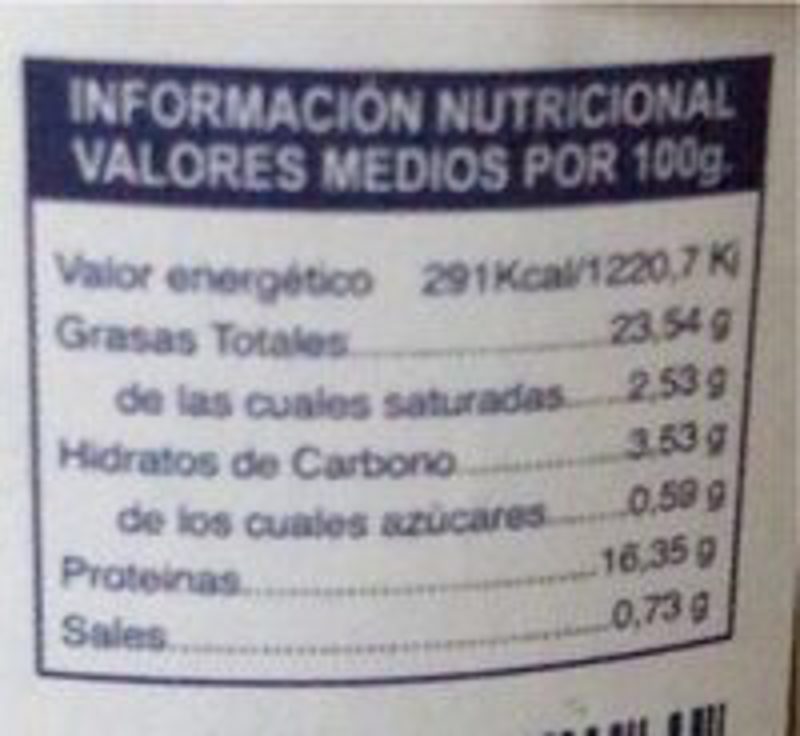 INFORMACIÓN NUTRICIONAL
VALORES MEDIOS POR 100g.
Valor energético 291Kcal/1220,7 Kj
Grasas Totales 23,54 g
de las cuales saturadas 2,53 g
Hidratos de Carbono 3,53 g
de los cuales azúcares 0,59 g
Proteinas 16,35 g
Sales 0,73 g